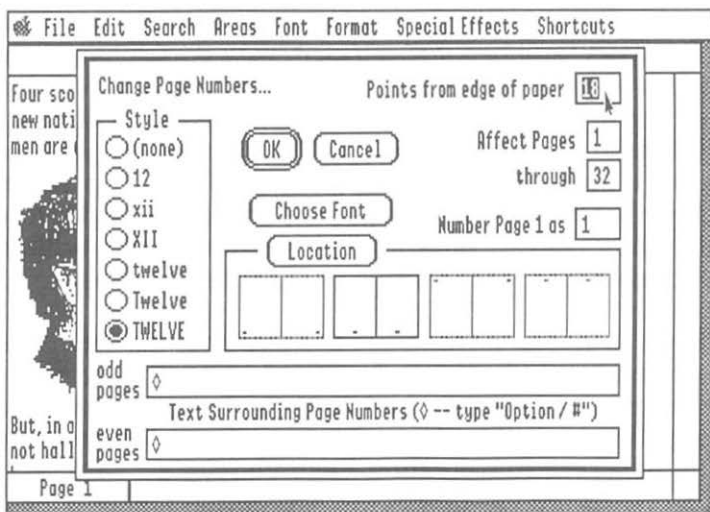 File Edit Search Areas Font Format Special Effects Shortcuts
Change Page Numbers...
Points from edge of paper 18
Four sco
new nati
men are
Style
(none)
12
xii
XII
twelve
Twelve
TWELVE
OK Cancel
Affect Pages 1
through 32
Choose Font
Number Page 1 as 1
Location
odd pages ◊
Text Surrounding Page Numbers (◊ -- type "Option / #")
even pages ◊
But, in a
not hall
Page 1